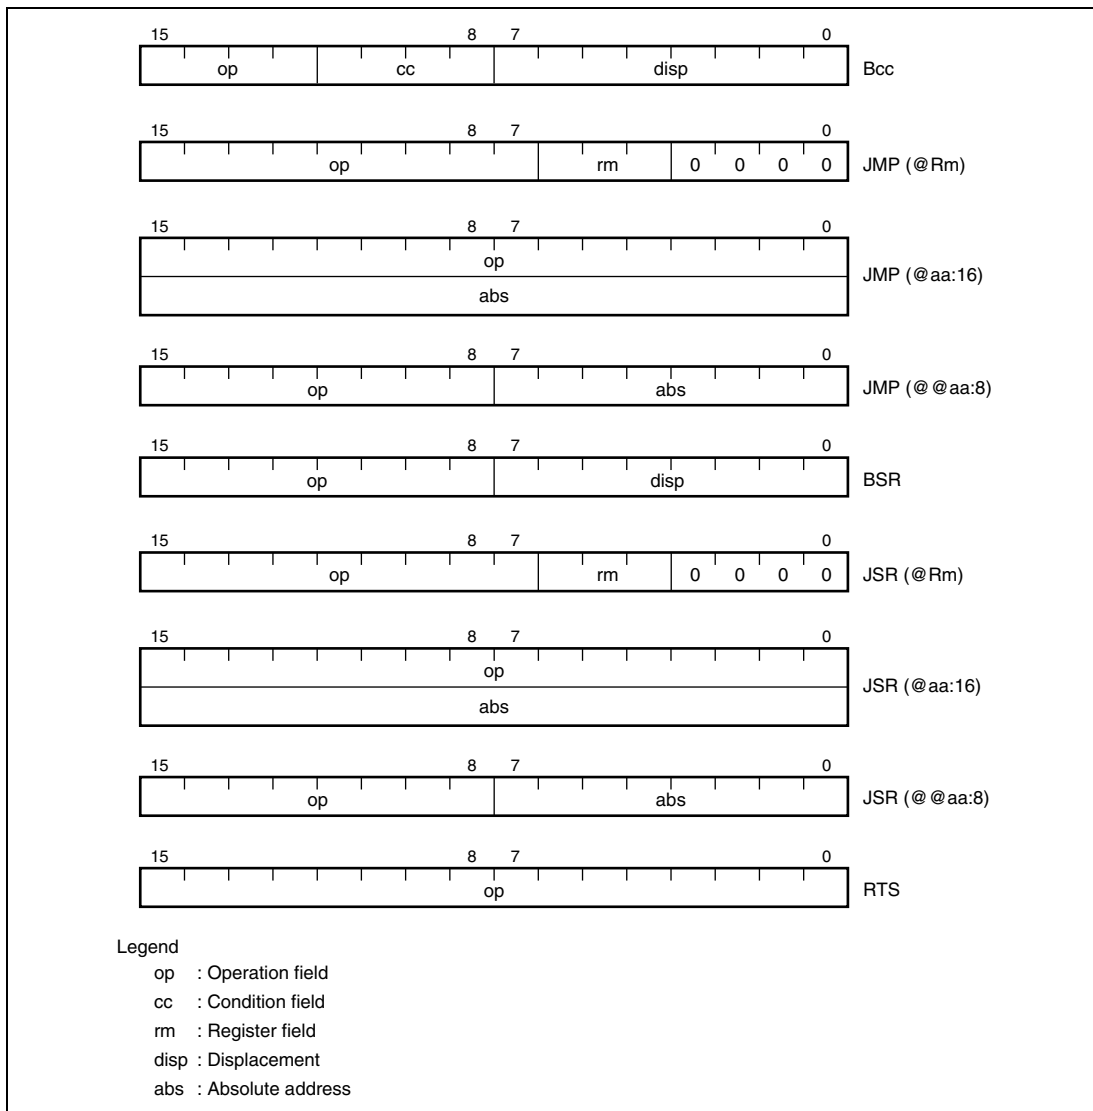 15 8 7 0
op cc disp Bcc
15 8 7 0
op rm 0 0 0 0 JMP (@Rm)
15 8 7 0
op
JMP (@aa:16)
abs
15 8 7 0
op abs JMP (@@aa:8)
15 8 7 0
op disp BSR
15 8 7 0
op rm 0 0 0 0 JSR (@Rm)
15 8 7 0
op
JSR (@aa:16)
abs
15 8 7 0
op abs JSR (@@aa:8)
15 8 7 0
op RTS
Legend
op : Operation field
cc : Condition field
rm : Register field
disp : Displacement
abs : Absolute address